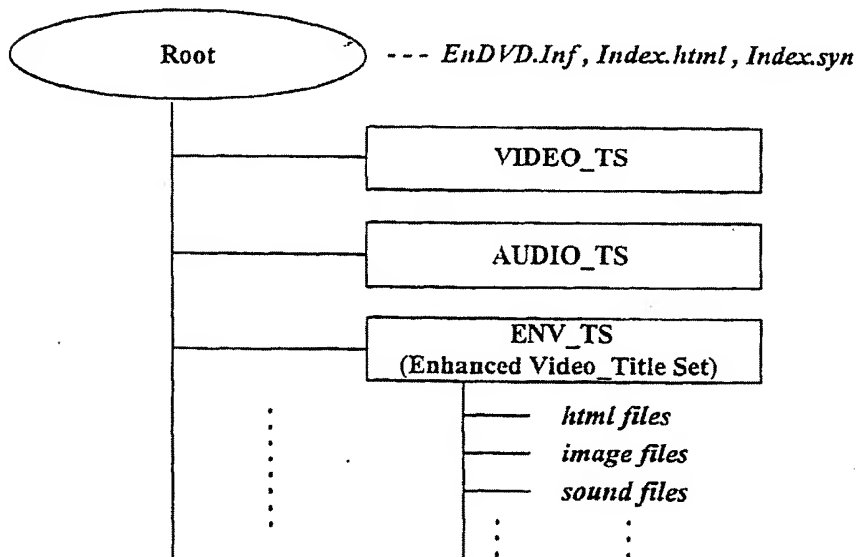 Root --- EnDVD.Inf, Index.html, Index.syn
VIDEO_TS
AUDIO_TS
ENV_TS
(Enhanced Video_Title Set)
html files
image files
sound files